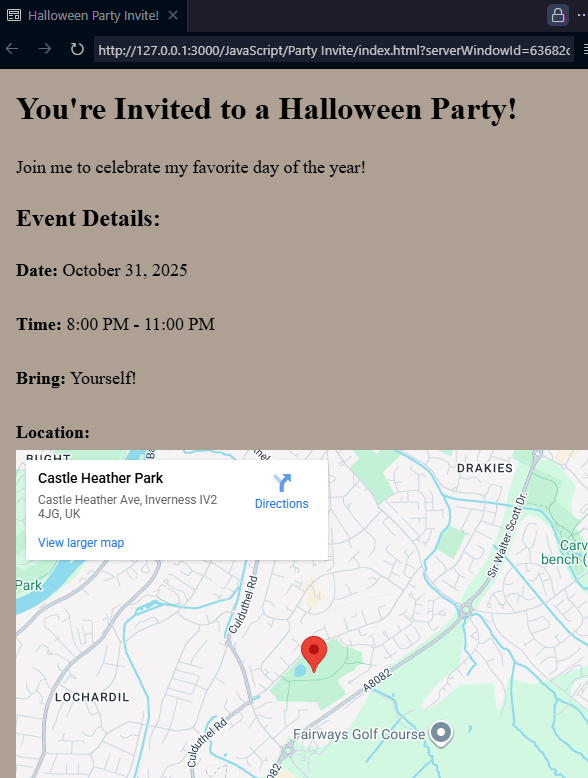 Halloween Party Invite!
http://127.0.0.1:3000/JavaScript/Party Invite/index.html?serverWindowId=63682c
You're Invited to a Halloween Party!
Join me to celebrate my favorite day of the year!
Event Details:
Date: October 31, 2025
Time: 8:00 PM - 11:00 PM
Bring: Yourself!
Location:
BUGHT
DRAKIES
Castle Heather Park
Castle Heather Ave, Inverness IV2
4JG, UK
Directions
View larger map
Sir Walter Scott Dr.
Carv
bench (
Park
Culduthel Rd
A8082
LOCHARDIL
Fairways Golf Course
Culduthel Rd
082